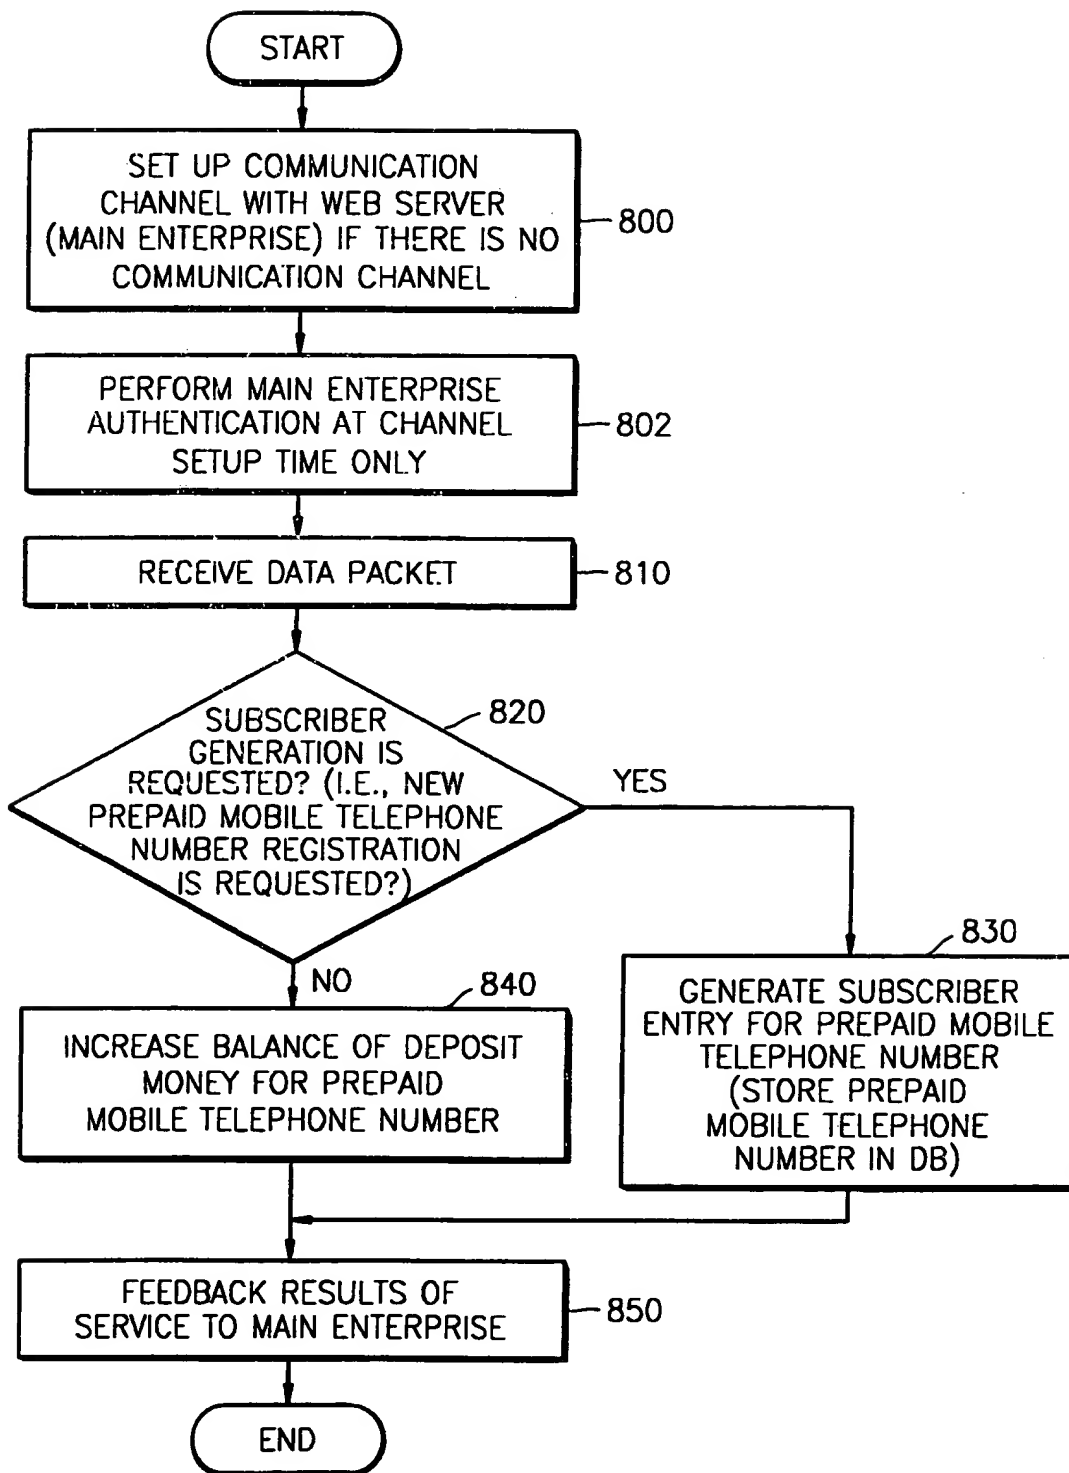 START
SET UP COMMUNICATION
CHANNEL WITH WEB SERVER
(MAIN ENTERPRISE) IF THERE IS NO
COMMUNICATION CHANNEL
800
PERFORM MAIN ENTERPRISE
AUTHENTICATION AT CHANNEL
SETUP TIME ONLY
802
RECEIVE DATA PACKET
810
820
SUBSCRIBER
GENERATION IS
REQUESTED? (I.E., NEW
PREPAID MOBILE TELEPHONE
NUMBER REGISTRATION
IS REQUESTED?)
YES
NO
830
GENERATE SUBSCRIBER
ENTRY FOR PREPAID MOBILE
TELEPHONE NUMBER
(STORE PREPAID
MOBILE TELEPHONE
NUMBER IN DB)
840
INCREASE BALANCE OF DEPOSIT
MONEY FOR PREPAID
MOBILE TELEPHONE NUMBER
FEEDBACK RESULTS OF
SERVICE TO MAIN ENTERPRISE
850
END